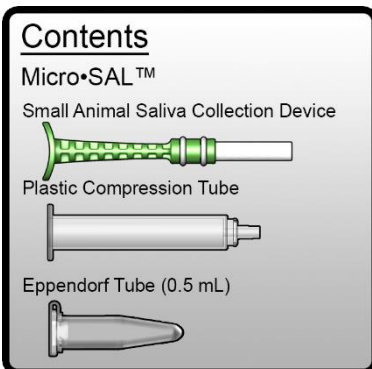 Contents
Micro•SAL™
Small Animal Saliva Collection Device
Plastic Compression Tube
Eppendorf Tube (0.5 mL)